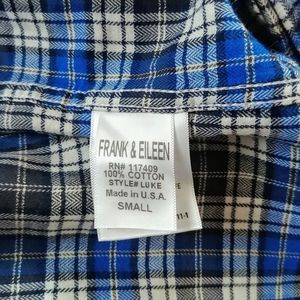 FRANK & EILEEN
RN# 117409
100% COTTON
STYLE# LUKE
Made in U.S.A.
SMALL